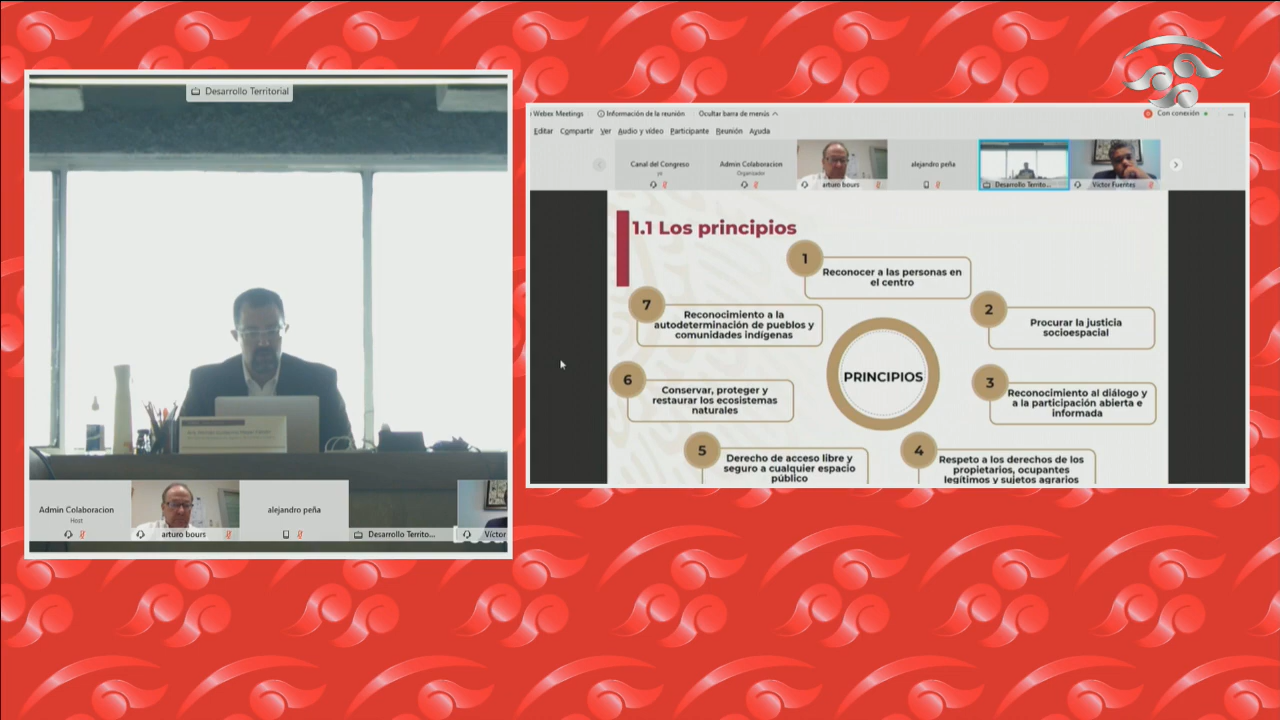 Desarrollo Territorial
Admin Colaboracion
Host
arturo bours
alejandro peña
Desarrollo Territo...
Víctor
Webex Meetings
Información de la reunión
Ocultar barra de menús
Con conexión
Editar Compartir Ver Audio y vídeo Participante Reunión Ayuda
Canal del Congreso
yo
Admin Colaboracion
Organizador
arturo bours
alejandro peña
Desarrollo Territo...
Víctor Fuentes
1.1 Los principios
PRINCIPIOS
1
Reconocer a las personas en
el centro
2
Procurar la justicia
socioespacial
3
Reconocimiento al diálogo y
a la participación abierta e
informada
4
Respeto a los derechos de los
propietarios, ocupantes
legítimos y sujetos agrarios
5
Derecho de acceso libre y
seguro a cualquier espacio
público
6
Conservar, proteger y
restaurar los ecosistemas
naturales
7
Reconocimiento a la
autodeterminación de pueblos y
comunidades indígenas